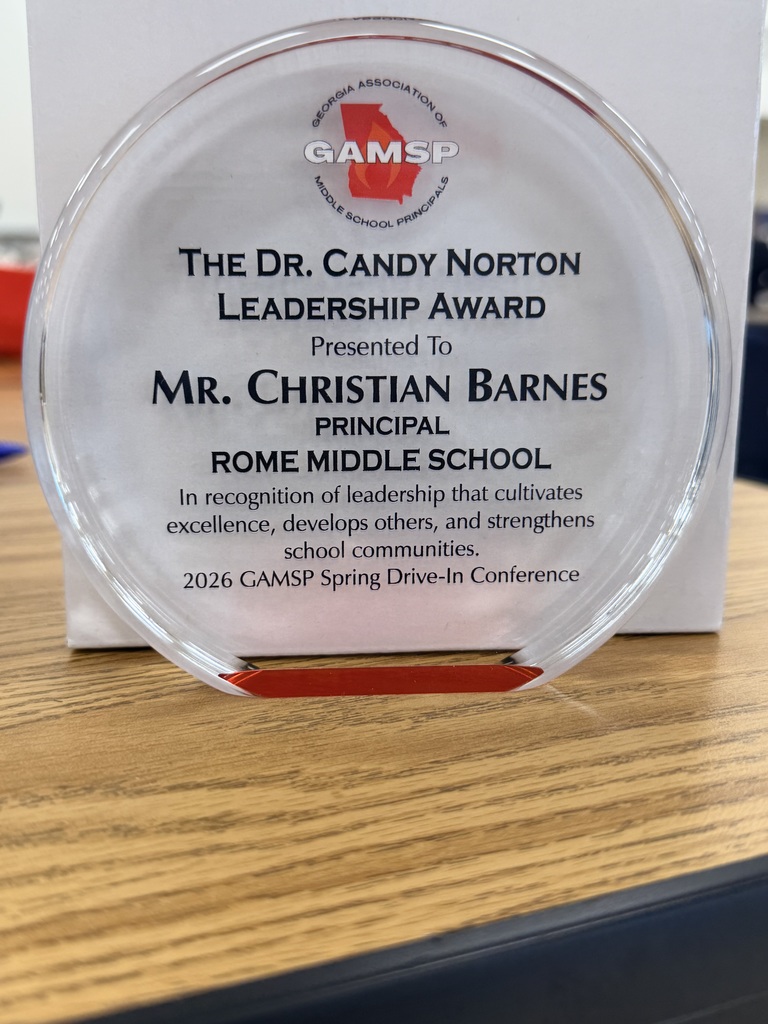 GEORGIA ASSOCIATION OF
GAMSP
MIDDLE SCHOOL PRINCIPALS
THE DR. CANDY NORTON
LEADERSHIP AWARD
Presented To
MR. CHRISTIAN BARNES
PRINCIPAL
ROME MIDDLE SCHOOL
In recognition of leadership that cultivates
excellence, develops others, and strengthens
school communities.
2026 GAMSP Spring Drive-In Conference